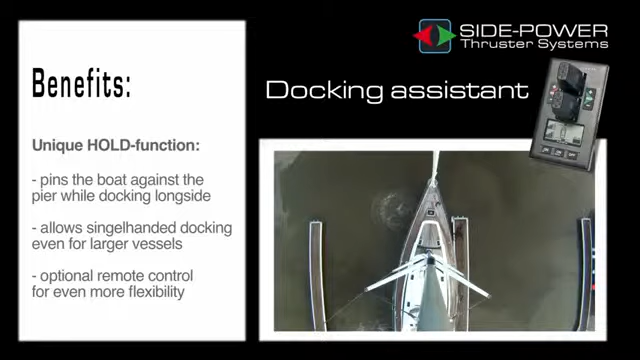 SIDE-POWER
Thruster Systems
Benefits:
Docking assistant
Unique HOLD-function:
- pins the boat against the
pier while docking longside
- allows singelhanded docking
even for larger vessels
- optional remote control
for even more flexibility